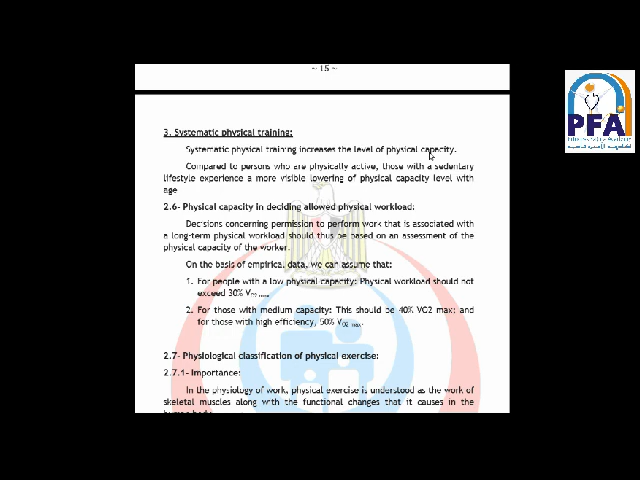 ~ 15 ~
3. Systematic physical training:
Systematic physical training increases the level of physical capacity.
Compared to persons who are physically active, those with a sedentary
lifestyle experience a more visible lowering of physical capacity level with
age
2.6- Physical capacity in deciding allowed physical workload:
Decisions concerning permission to perform work that is associated with
a long-term physical workload should thus be based on an assessment of the
physical capacity of the worker.
On the basis of empirical data, we can assume that:
1. For people with a low physical capacity: Physical workload should not
exceed 30% VO2 max.
2. For those with medium capacity: This should be 40% VO2 max; and
for those with high efficiency, 50% VO2 max.
2.7- Physiological classification of physical exercise:
2.7.1- Importance:
In the physiology of work, physical exercise is understood as the work of
skeletal muscles along with the functional changes that it causes in the
human body.
PFA